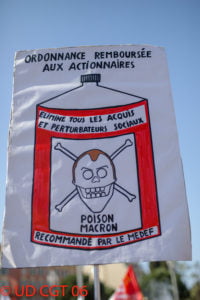 ORDONNANCE REMBOURSÉE
AUX ACTIONNAIRES
ELIMINE TOUS LES ACQUIS
ET PERTURBATEURS SOCIAUX
POISON
MACRON
RECOMMANDÉ PAR LE MEDEF
©UD CGT 06